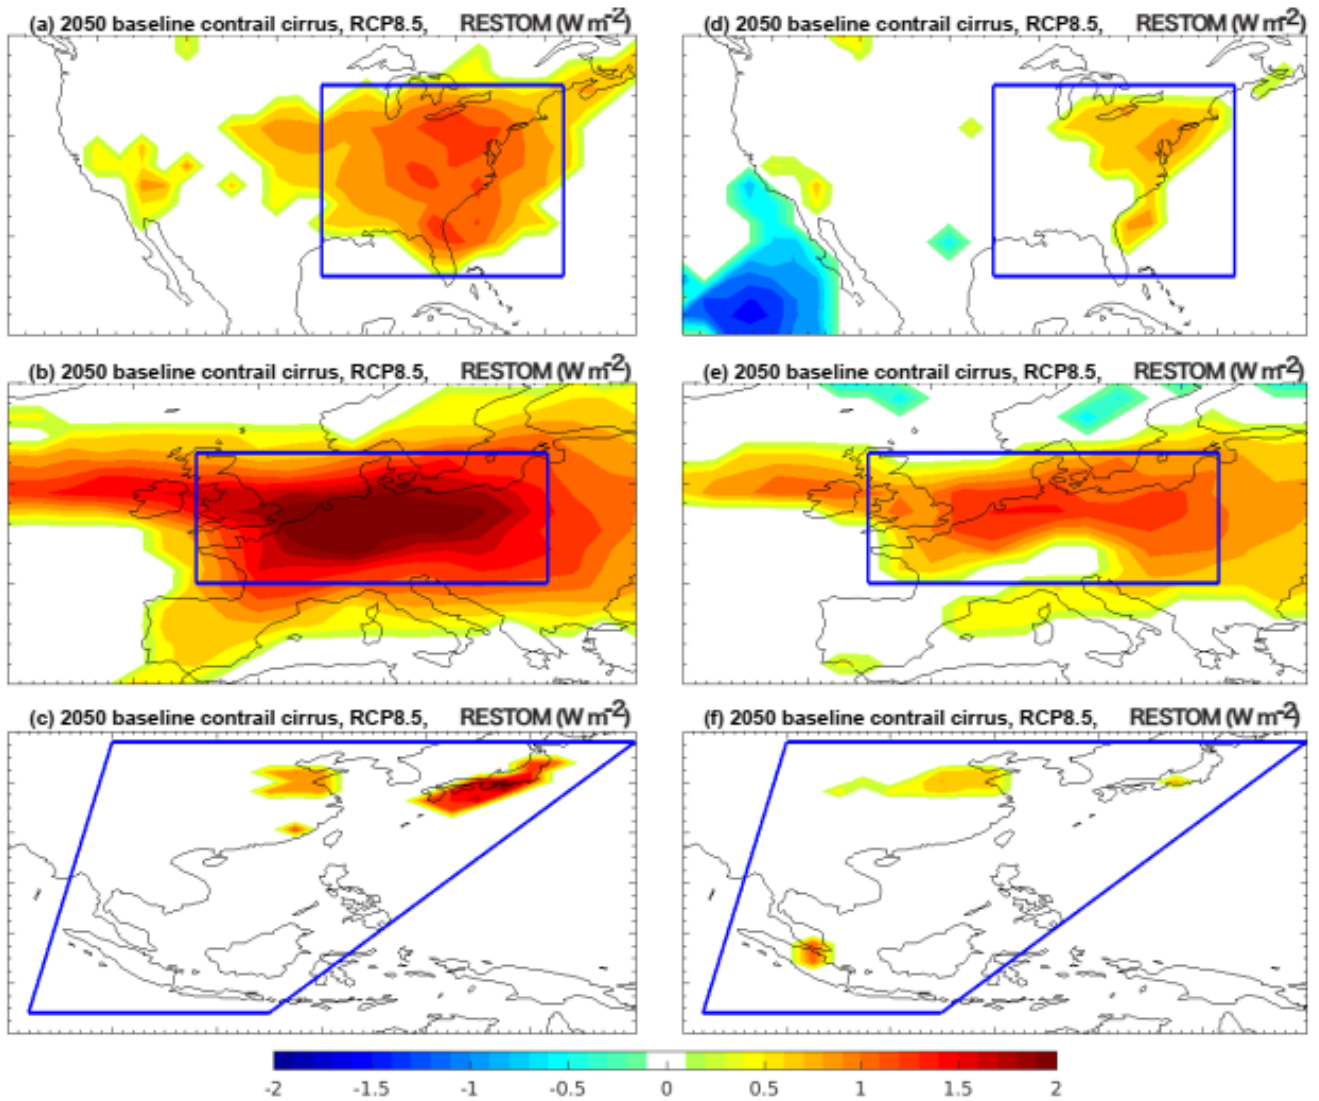 (a) 2050 baseline contrail cirrus, RCP8.5, RESTOM (W m-2)
(d) 2050 baseline contrail cirrus, RCP8.5, RESTOM (W m-2)
(b) 2050 baseline contrail cirrus, RCP8.5, RESTOM (W m-2)
(e) 2050 baseline contrail cirrus, RCP8.5, RESTOM (W m-2)
(c) 2050 baseline contrail cirrus, RCP8.5, RESTOM (W m-2)
(f) 2050 baseline contrail cirrus, RCP8.5, RESTOM (W m-2)
-2 -1.5 -1 -0.5 0 0.5 1 1.5 2